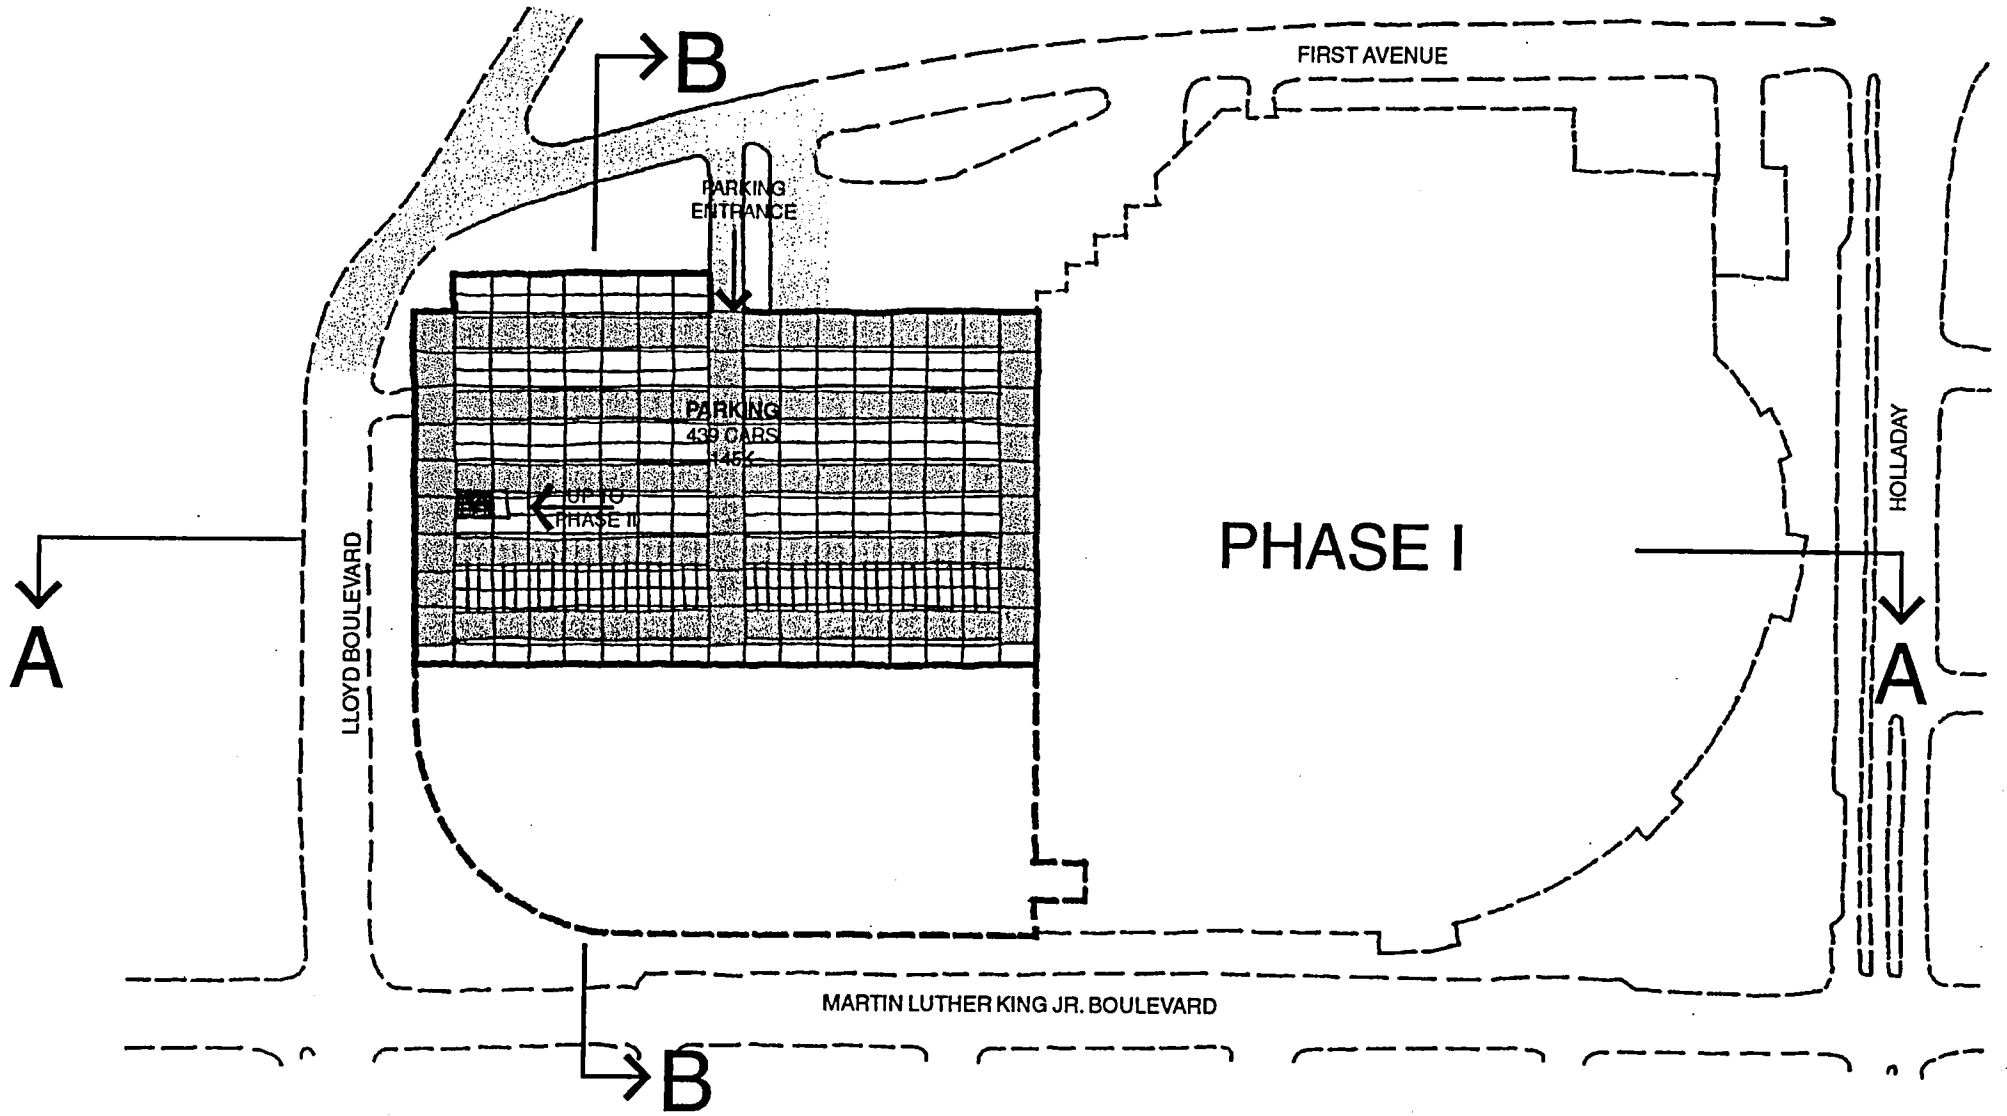 B
FIRST AVENUE
PARKING
ENTRANCE
PARKING
439 CARS
145K
UP TO
PHASE II
PHASE I
HOLLADAY
LLOYD BOULEVARD
A
A
MARTIN LUTHER KING JR. BOULEVARD
B